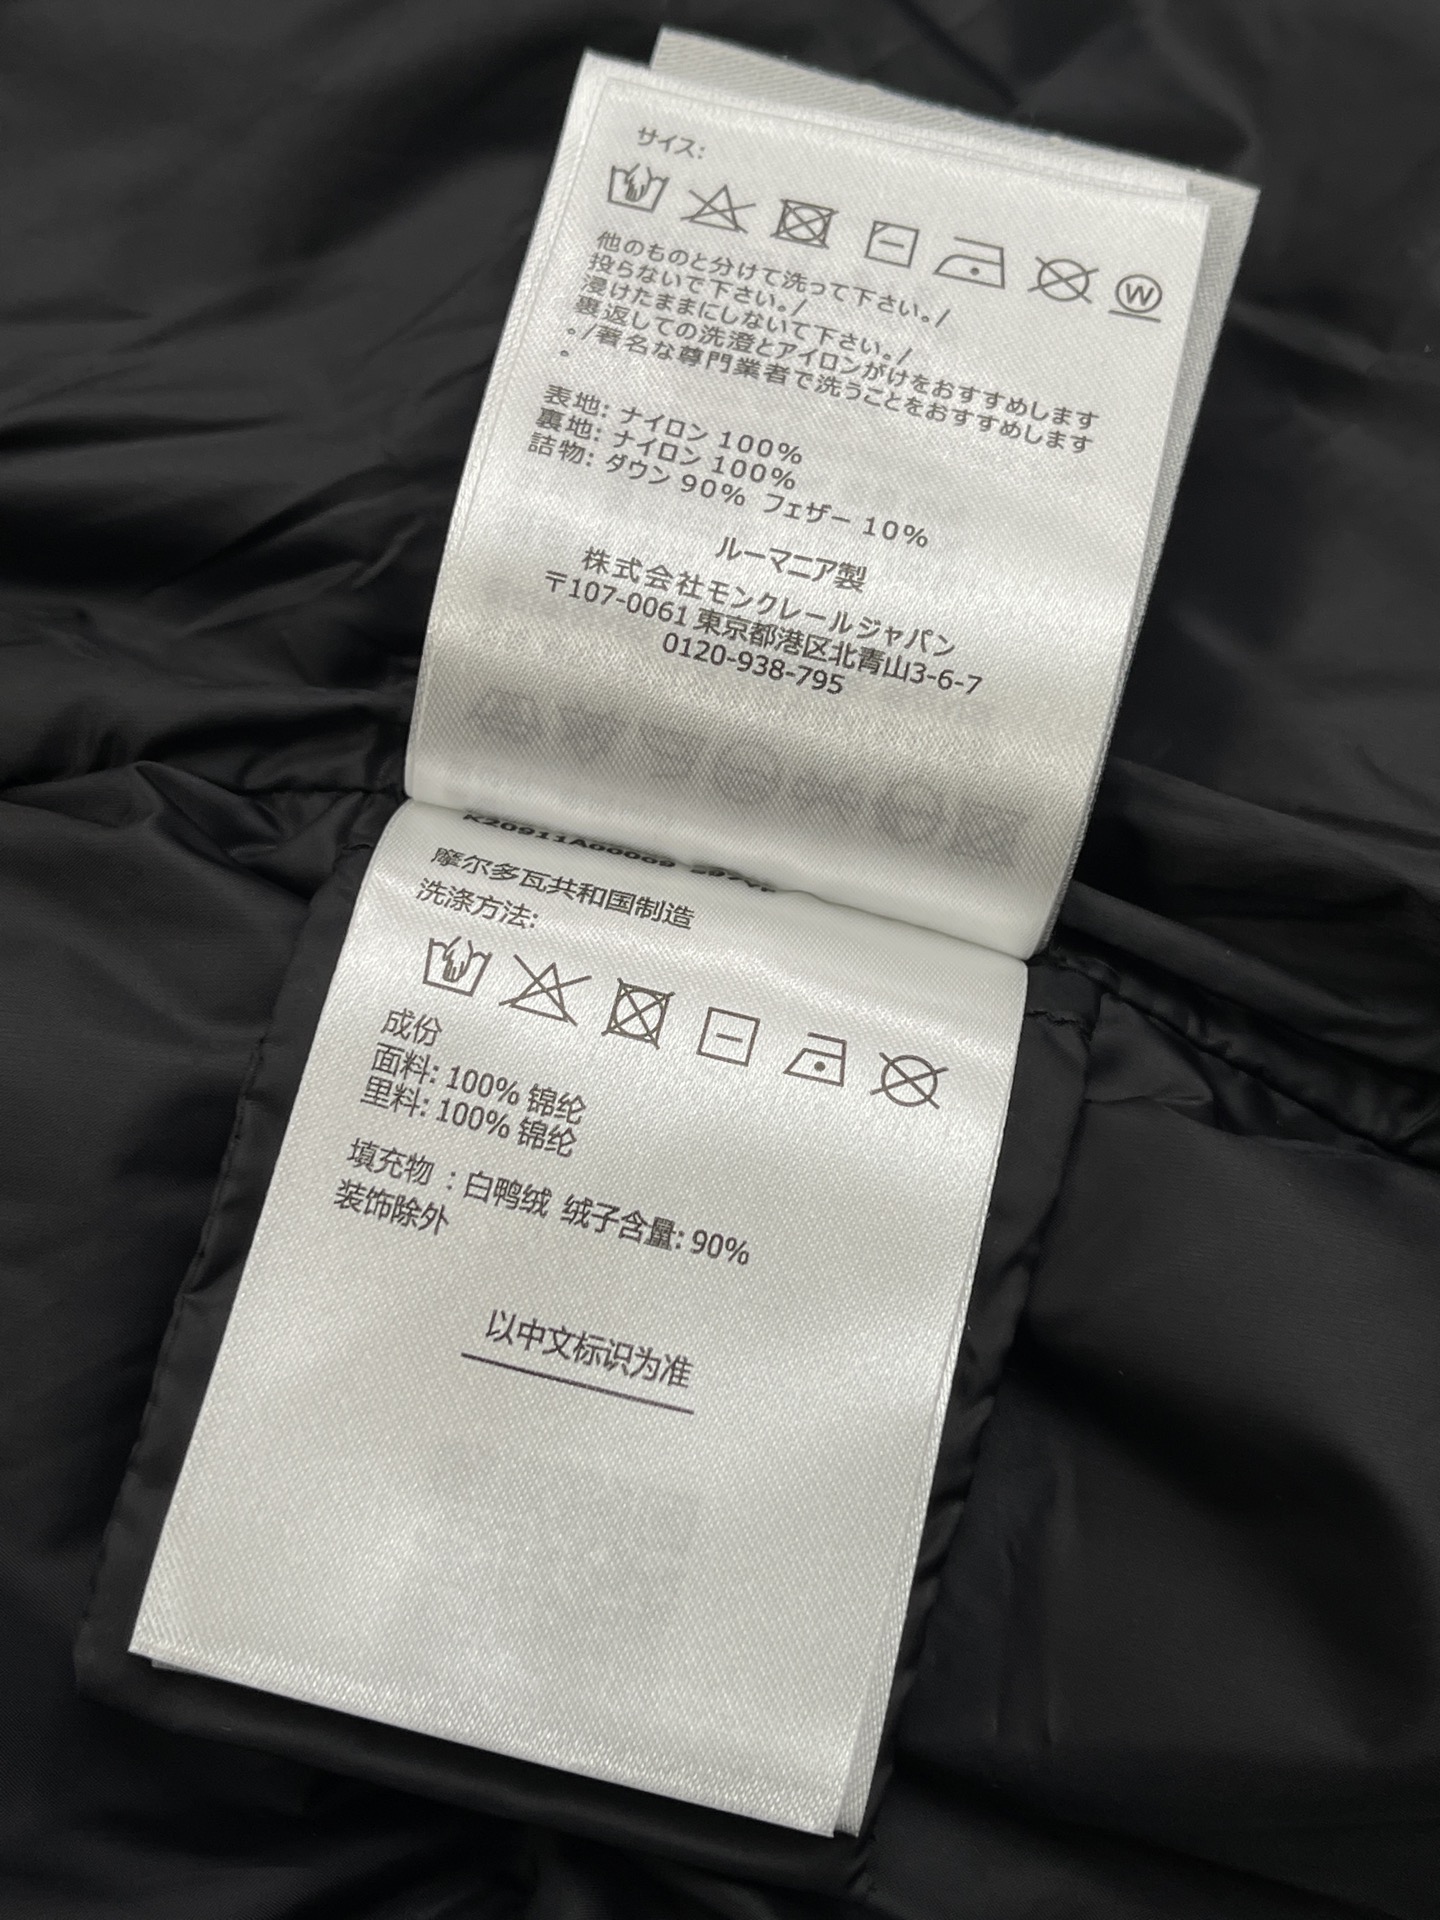 サイズ:
W
他のものと分けて洗って下さい。/
投らないで下さい。/
浸けたままにしないて下さい。/
裏返しての洗澄とアイロンがけをおすすめします
。/著名な尊門業者で洗うことをおすすめします
。
表地: ナイロン 100%
裏地: ナイロン 100%
詰物: ダウン 90% フェザー 10%
ルーマニア製
株式会社モンクレールジャパン
〒107-0061 東京都港区北青山3-6-7
0120-938-795
K20911A00009
摩尔多瓦共和国制造
洗涤方法:
成份
面料: 100% 锦纶
里料: 100% 锦纶
填充物 : 白鸭绒 绒子含量: 90%
装饰除外
以中文标识为准